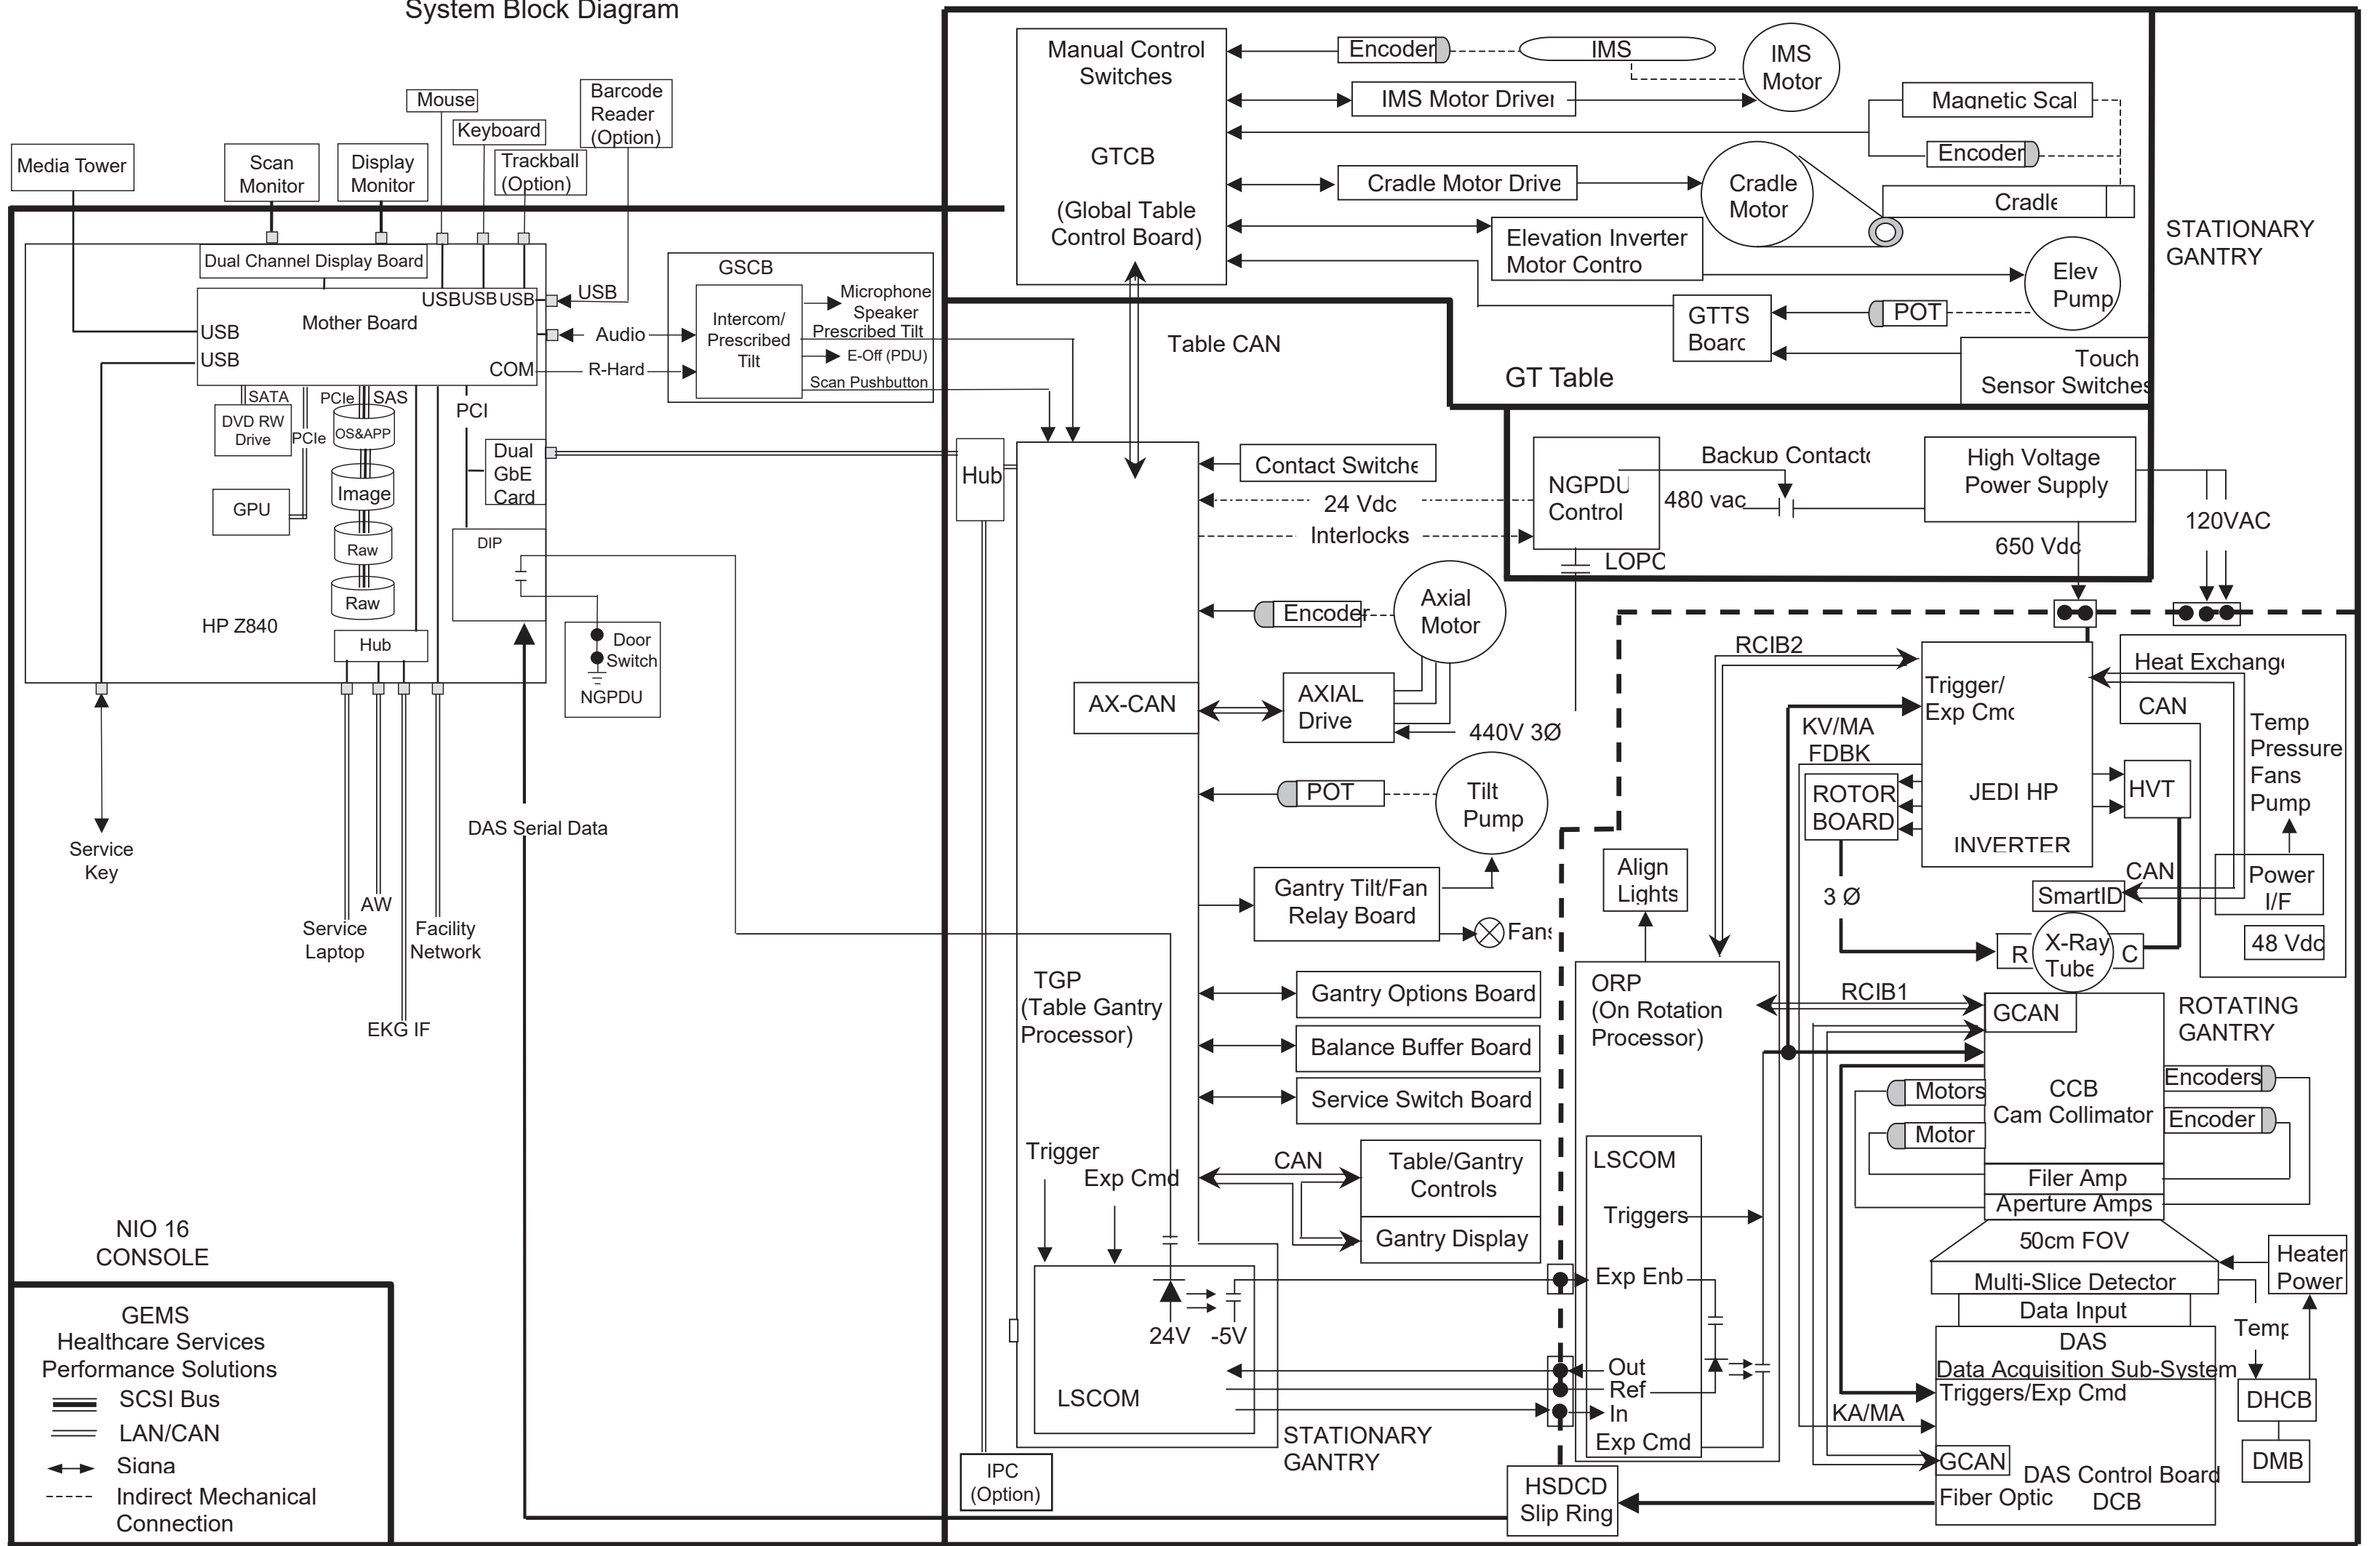 System Block Diagram
Media Tower
Scan
Monitor
Display
Monitor
Mouse
Keyboard
Trackball
(Option)
Barcode
Reader
(Option)
Dual Channel Display Board
USB USB USB
USB
Mother Board
USB
USB
COM
Audio
R-Hard
SATA
PCIe
SAS
PCI
DVD RW
Drive
PCIe
OS&APP
GPU
Image
Raw
Raw
Dual
GbE
Card
DIP
HP Z840
Hub
Door
Switch
NGPDU
Service
Key
DAS Serial Data
AW
Service
Laptop
Facility
Network
EKG IF
NIO 16
CONSOLE
GEMS
Healthcare Services
Performance Solutions
SCSI Bus
LAN/CAN
Signa
Indirect Mechanical
Connection
GSCB
Intercom/
Prescribed
Tilt
Microphone
Speaker
Prescribed Tilt
E-Off (PDU)
Scan Pushbutton
Manual Control
Switches
GTCB
(Global Table
Control Board)
Encoder
IMS
IMS
Motor
IMS Motor Driver
Magnetic Scal
Encoder
Cradle Motor Drive
Cradle
Motor
Cradle
Elevation Inverter
Motor Contro
Elev
Pump
GTTS
Board
POT
Touch
Sensor Switches
GT Table
STATIONARY
GANTRY
Table CAN
Hub
Contact Switche
24 Vdc
Interlocks
NGPDU
Control
Backup Contacto
480 vac
High Voltage
Power Supply
650 Vdc
120VAC
LOPC
Encoder
Axial
Motor
AX-CAN
AXIAL
Drive
440V 3Ø
POT
Tilt
Pump
Gantry Tilt/Fan
Relay Board
Fans
TGP
(Table Gantry
Processor)
Gantry Options Board
Balance Buffer Board
Service Switch Board
Trigger
Exp Cmd
CAN
Table/Gantry
Controls
Gantry Display
24V
-5V
LSCOM
STATIONARY
GANTRY
IPC
(Option)
Align
Lights
ORP
(On Rotation
Processor)
LSCOM
Triggers
Exp Enb
Out
Ref
In
Exp Cmd
HSDCD
Slip Ring
RCIB2
Trigger/
Exp Cmd
KV/MA
FDBK
ROTOR
BOARD
JEDI HP
INVERTER
HVT
Heat Exchange
CAN
Temp
Pressure
Fans
Pump
CAN
SmartID
Power
I/F
48 Vdc
3 Ø
R
X-Ray
Tube
C
RCIB1
GCAN
ROTATING
GANTRY
Motors
Motor
CCB
Cam Collimator
Encoders
Encoder
Filer Amp
Aperture Amps
50cm FOV
Multi-Slice Detector
Data Input
DAS
Data Acquisition Sub-System
Triggers/Exp Cmd
KA/MA
GCAN
DAS Control Board
DCB
Fiber Optic
Heater
Power
Temp
DHCB
DMB